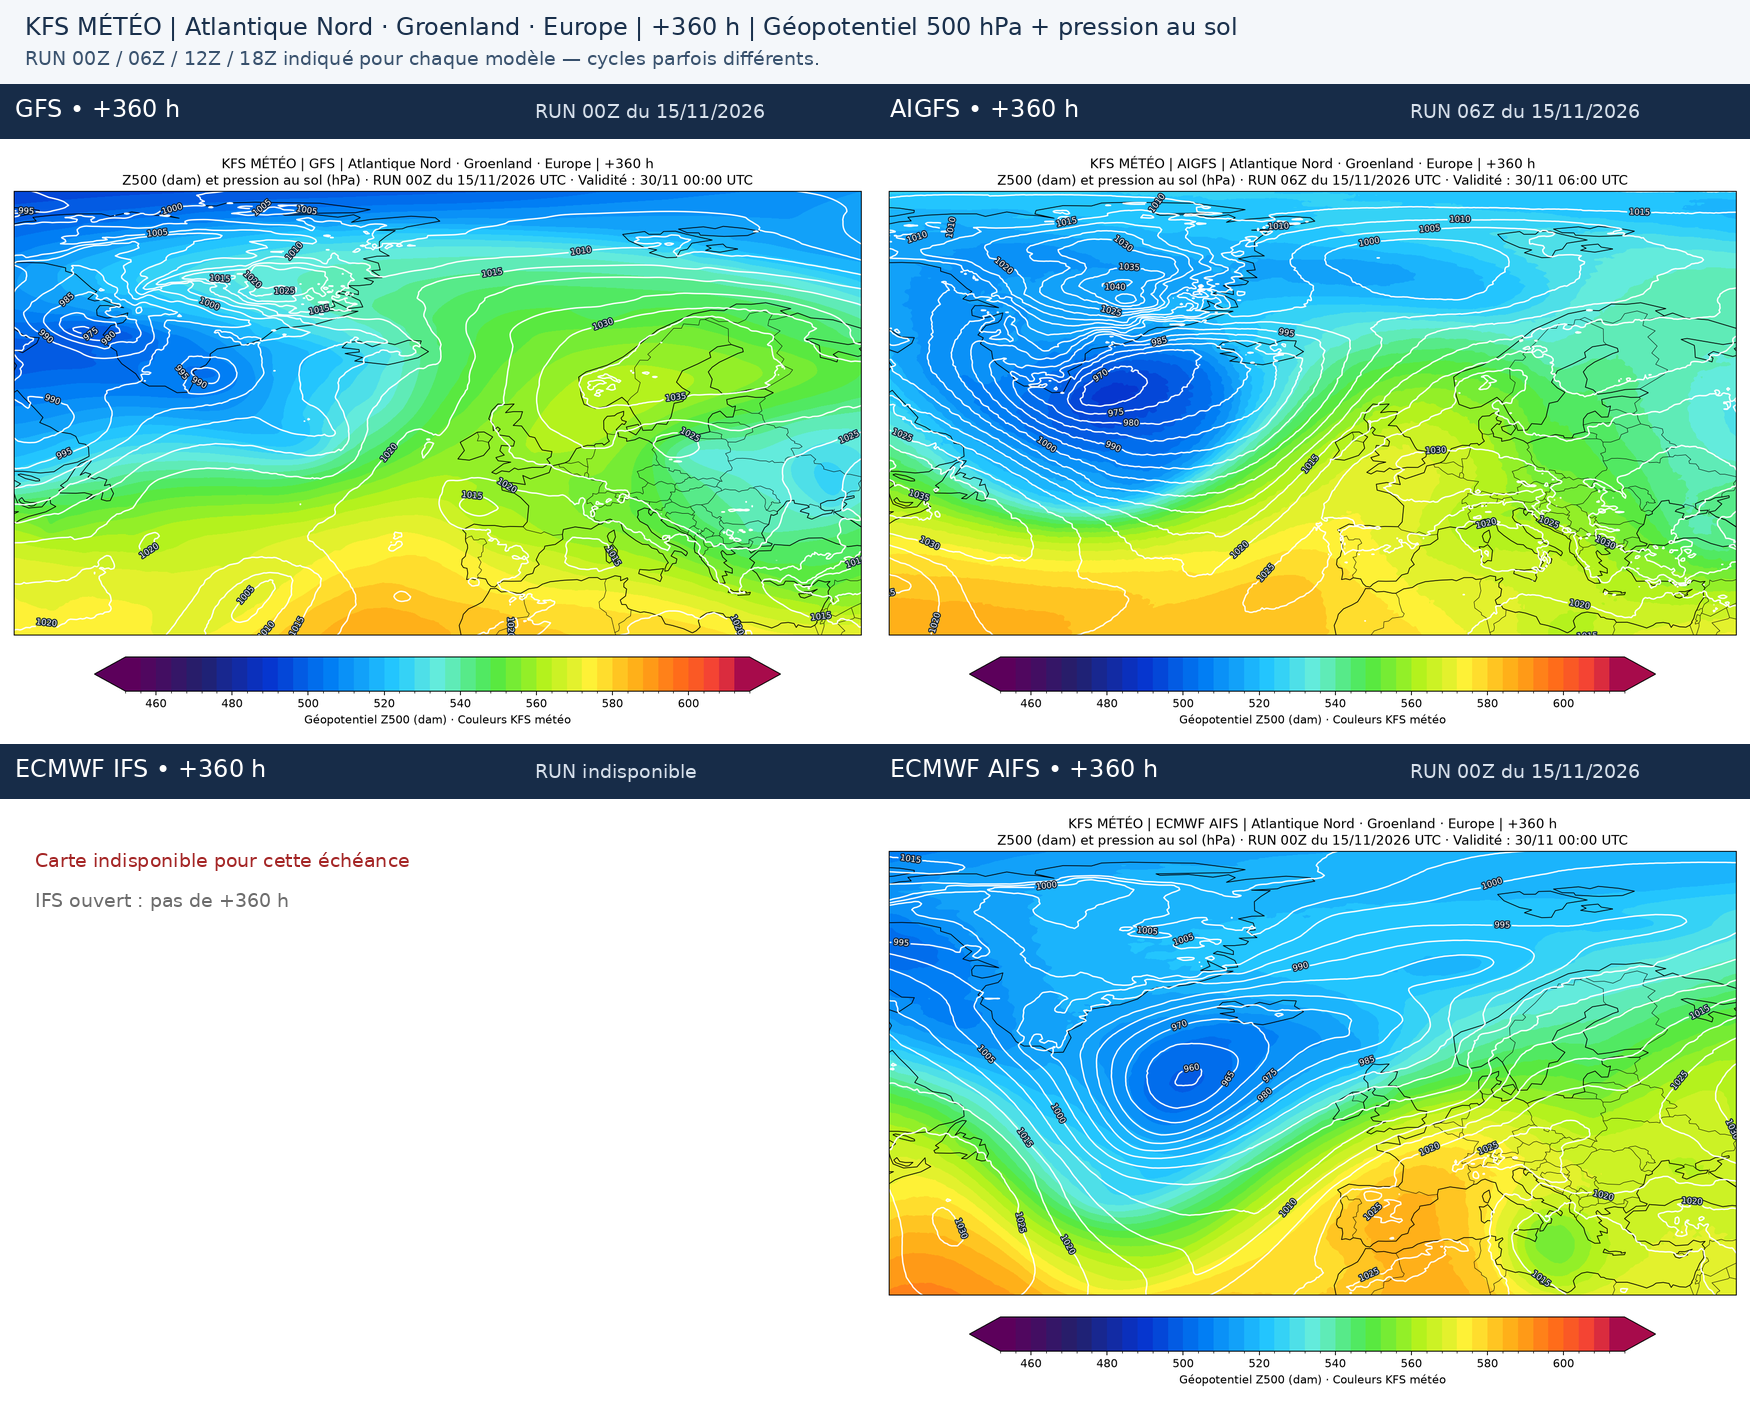 KFS MÉTÉO | Atlantique Nord · Groenland · Europe | +360 h | Géopotentiel 500 hPa + pression au sol
RUN 00Z / 06Z / 12Z / 18Z indiqué pour chaque modèle — cycles parfois différents.
GFS • +360 h
RUN 00Z du 15/11/2026
KFS MÉTÉO | GFS | Atlantique Nord · Groenland · Europe | +360 h
Z500 (dam) et pression au sol (hPa) · RUN 00Z du 15/11/2026 UTC · Validité : 30/11 00:00 UTC
460 480 500 520 540 560 580 600
Géopotentiel Z500 (dam) · Couleurs KFS météo
AIGFS • +360 h
RUN 06Z du 15/11/2026
KFS MÉTÉO | AIGFS | Atlantique Nord · Groenland · Europe | +360 h
Z500 (dam) et pression au sol (hPa) · RUN 06Z du 15/11/2026 UTC · Validité : 30/11 06:00 UTC
460 480 500 520 540 560 580 600
Géopotentiel Z500 (dam) · Couleurs KFS météo
ECMWF IFS • +360 h
RUN indisponible
Carte indisponible pour cette échéance
IFS ouvert : pas de +360 h
ECMWF AIFS • +360 h
RUN 00Z du 15/11/2026
KFS MÉTÉO | ECMWF AIFS | Atlantique Nord · Groenland · Europe | +360 h
Z500 (dam) et pression au sol (hPa) · RUN 00Z du 15/11/2026 UTC · Validité : 30/11 00:00 UTC
460 480 500 520 540 560 580 600
Géopotentiel Z500 (dam) · Couleurs KFS météo